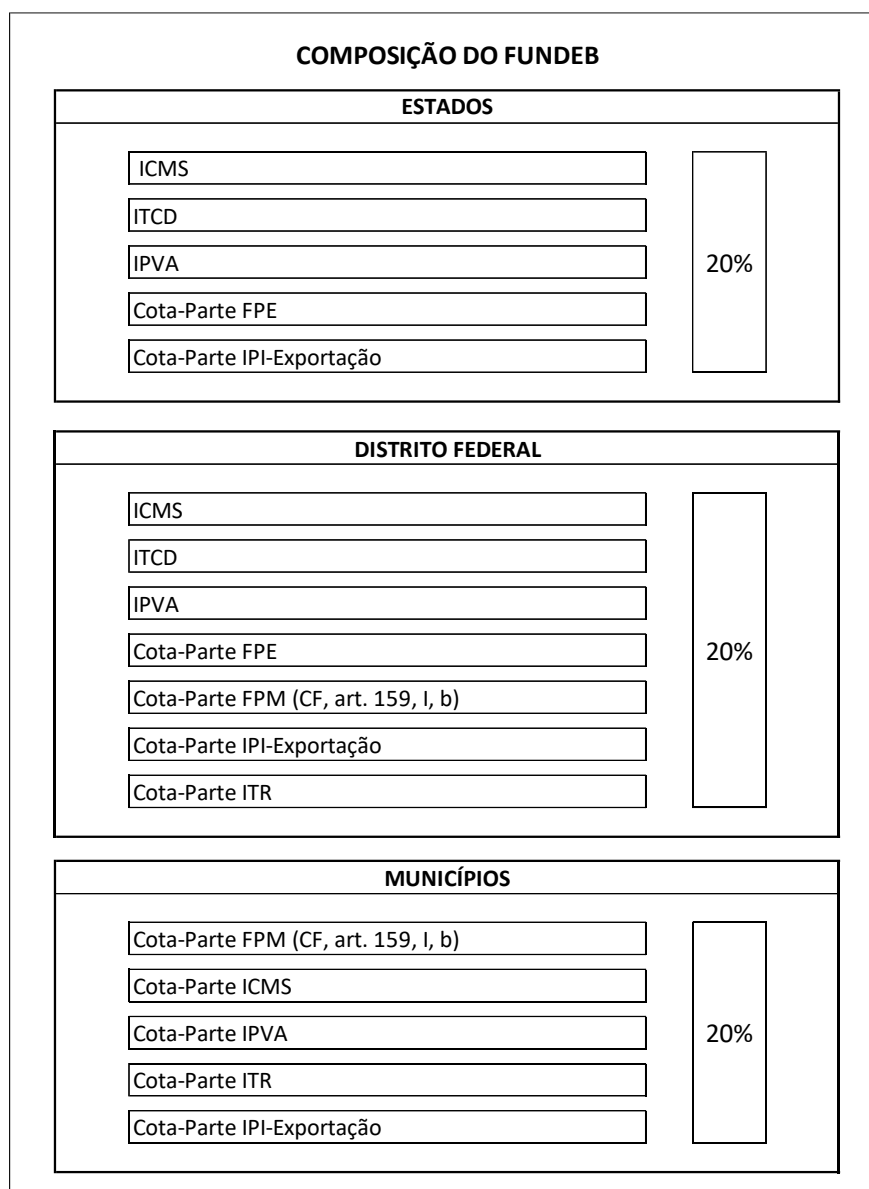 COMPOSIÇÃO DO FUNDEB
ESTADOS
ICMS
ITCD
IPVA
20%
Cota-Parte FPE
Cota-Parte IPI-Exportação
DISTRITO FEDERAL
ICMS
ITCD
IPVA
Cota-Parte FPE
20%
Cota-Parte FPM (CF, art. 159, I, b)
Cota-Parte IPI-Exportação
Cota-Parte ITR
MUNICÍPIOS
Cota-Parte FPM (CF, art. 159, I, b)
Cota-Parte ICMS
Cota-Parte IPVA
20%
Cota-Parte ITR
Cota-Parte IPI-Exportação